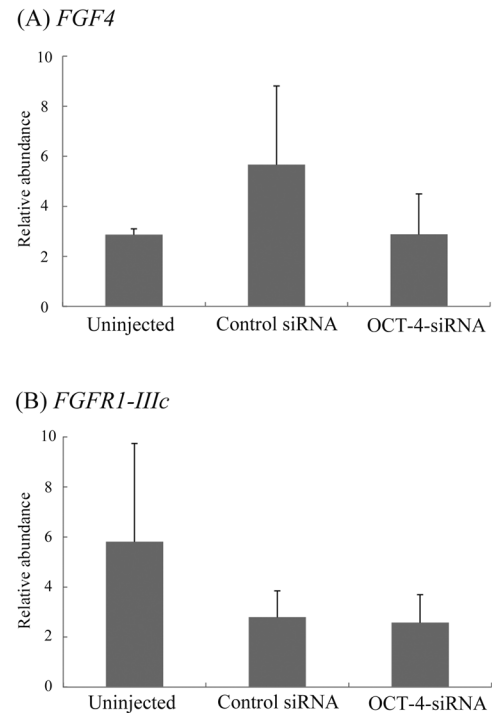 (A) FGF4
Relative abundance
10
8
6
4
2
0
Uninjected Control siRNA OCT-4-siRNA
(B) FGFR1-IIIc
Relative abundance
10
8
6
4
2
0
Uninjected Control siRNA OCT-4-siRNA